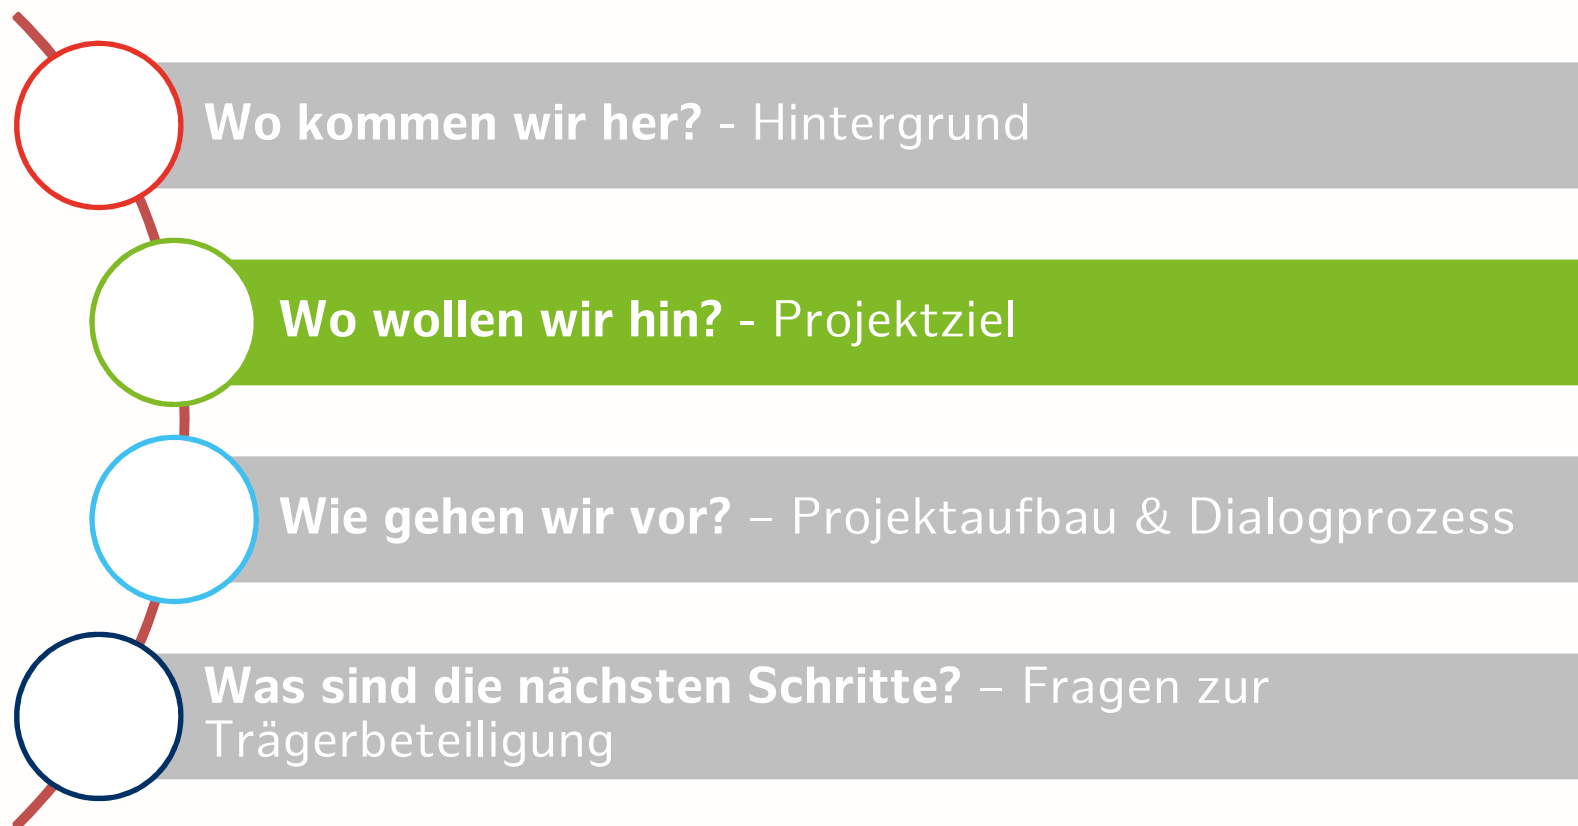 Wo kommen wir her? - Hintergrund
Wo wollen wir hin? - Projektziel
Wie gehen wir vor? – Projektaufbau & Dialogprozess
Was sind die nächsten Schritte? – Fragen zur
Trägerbeteiligung